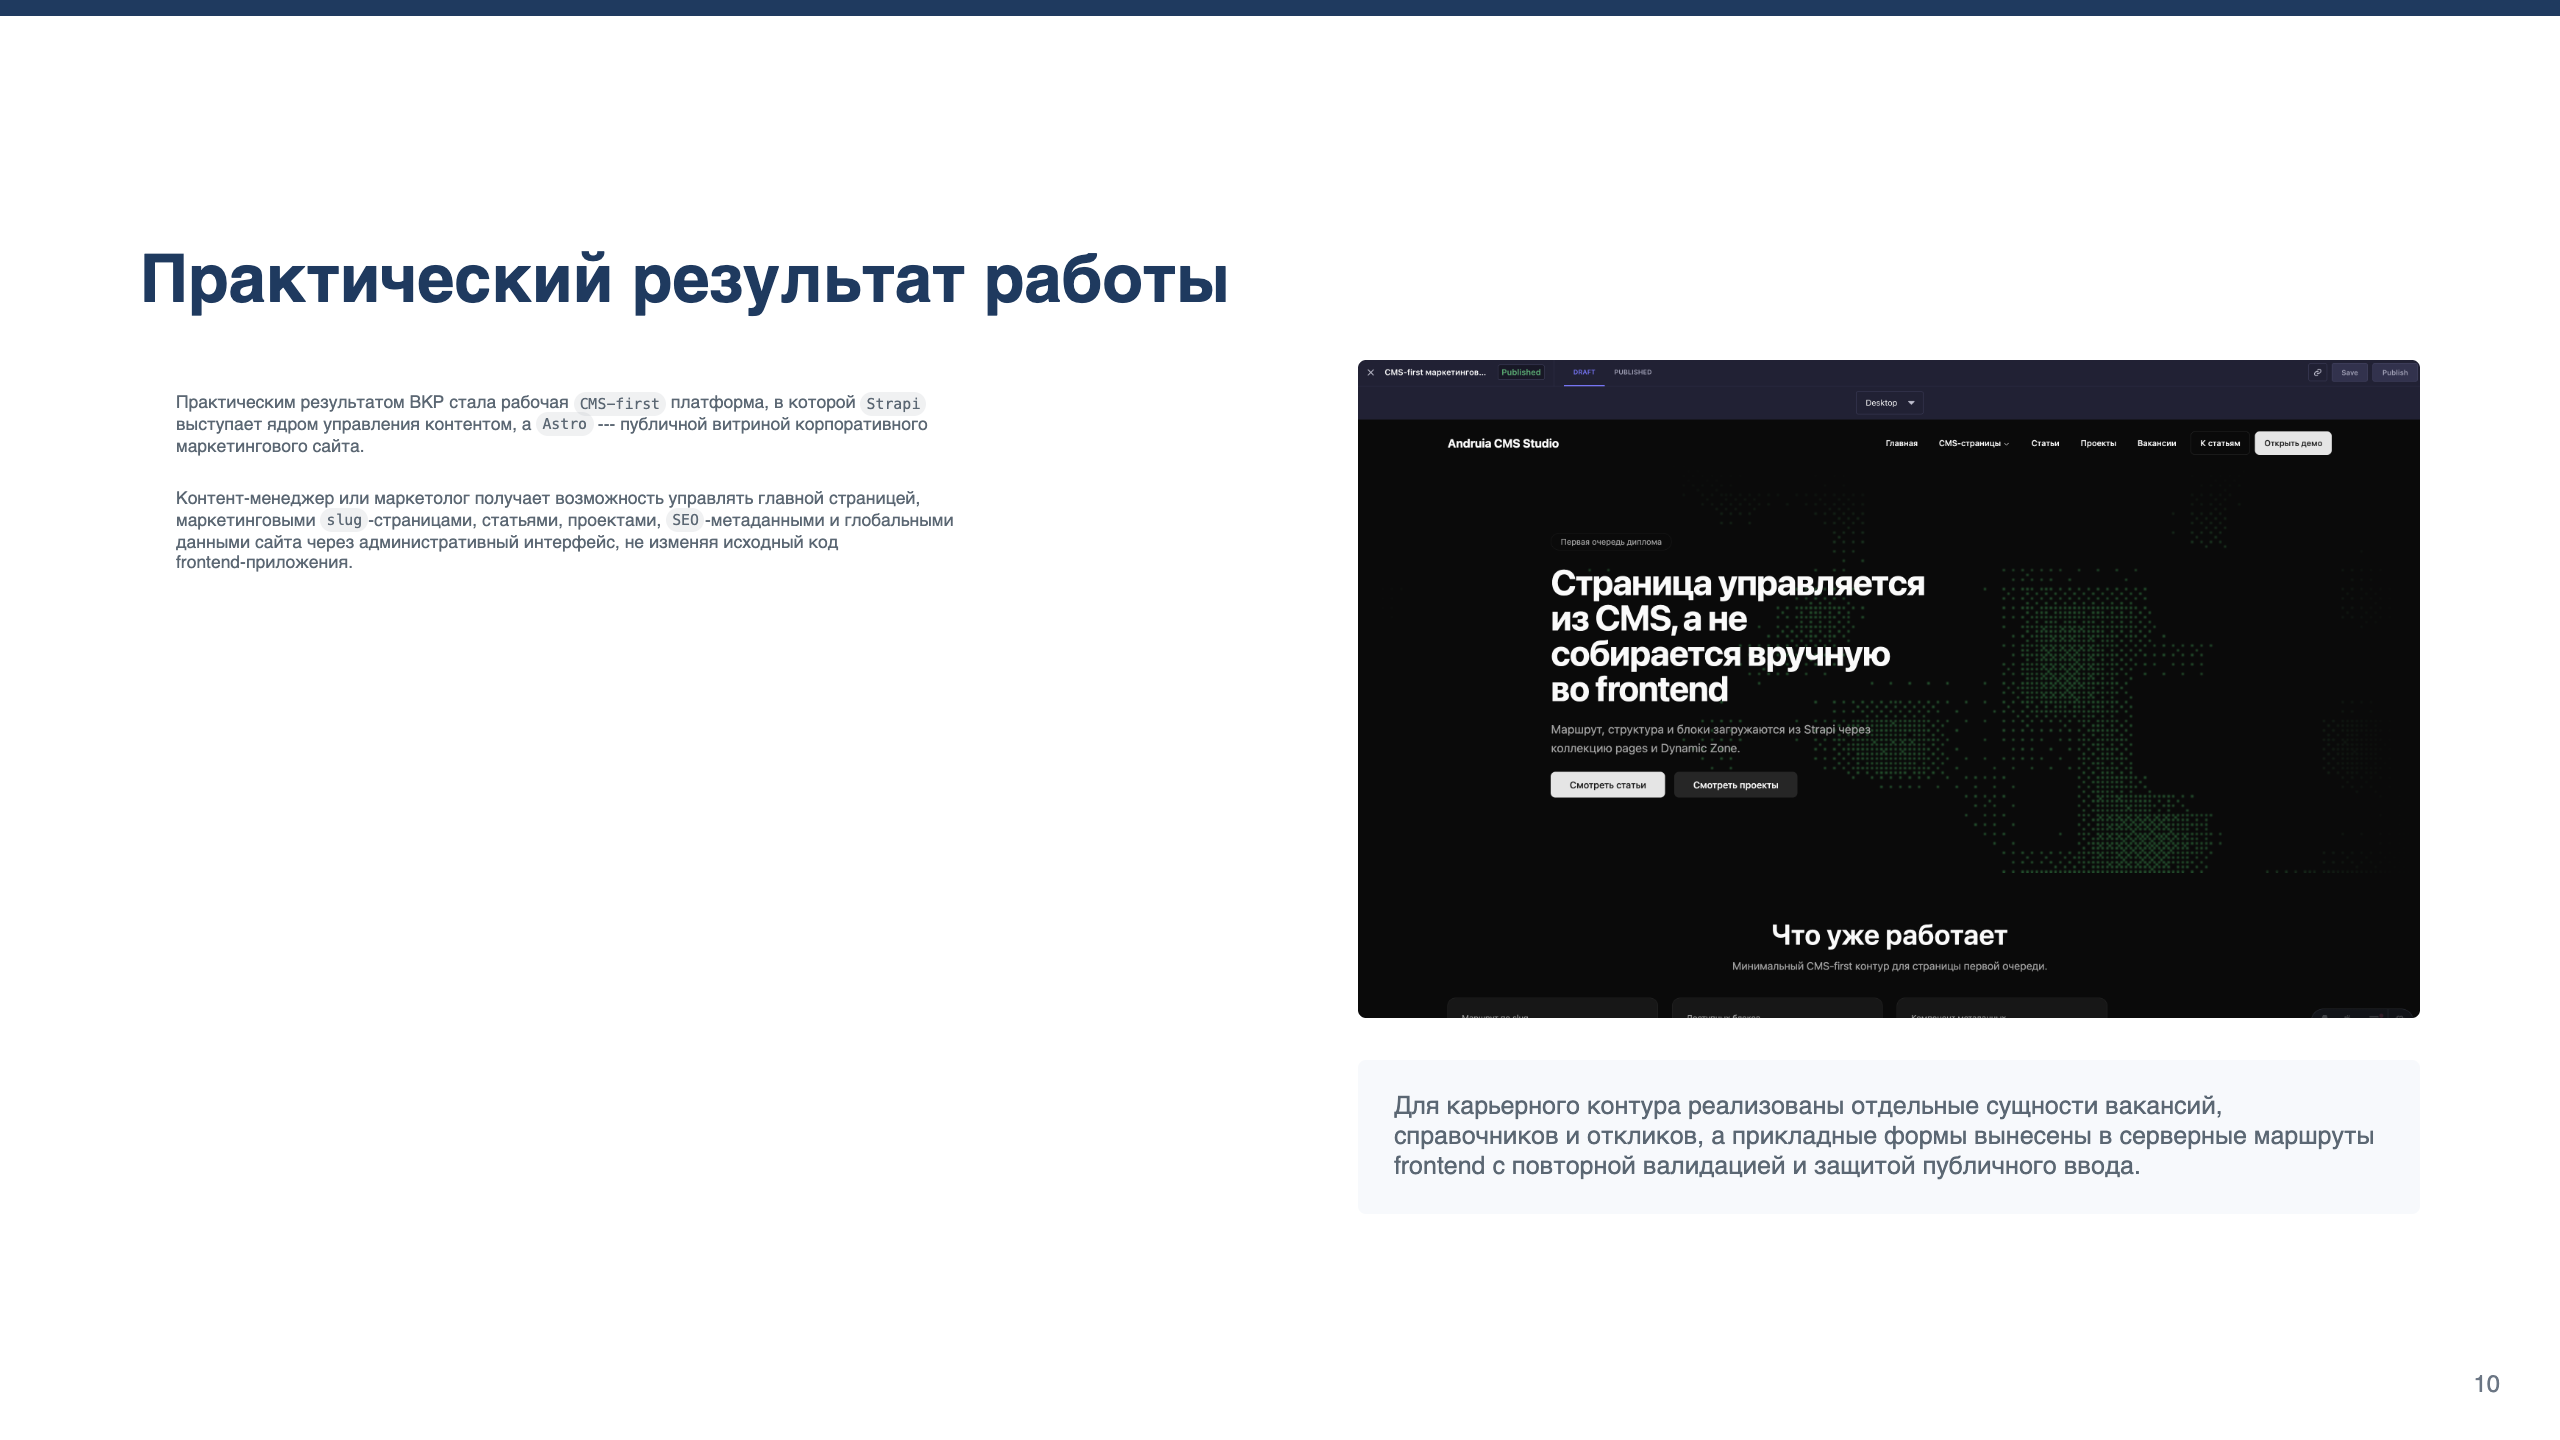 Практический результат работы
Практическим результатом ВКР стала рабочая CMS-first платформа, в которой Strapi
выступает ядром управления контентом, а Astro --- публичной витриной корпоративного
маркетингового сайта.
Контент-менеджер или маркетолог получает возможность управлять главной страницей,
маркетинговыми slug-страницами, статьями, проектами, SEO-метаданными и глобальными
данными сайта через административный интерфейс, не изменяя исходный код
frontend-приложения.
CMS-first маркетингов... Published DRAFT PUBLISHED Save Publish
Desktop
Andruia CMS Studio Главная CMS-страницы Статьи Проекты Вакансии К статьям Открыть демо
Первая очередь диплома
Страница управляется
из CMS, а не
собирается вручную
во frontend
Маршрут, структура и блоки загружаются из Strapi через
коллекцию pages и Dynamic Zone.
Смотреть статьи Смотреть проекты
Что уже работает
Минимальный CMS-first контур для страницы первой очереди.
Для карьерного контура реализованы отдельные сущности вакансий,
справочников и откликов, а прикладные формы вынесены в серверные маршруты
frontend с повторной валидацией и защитой публичного ввода.
10